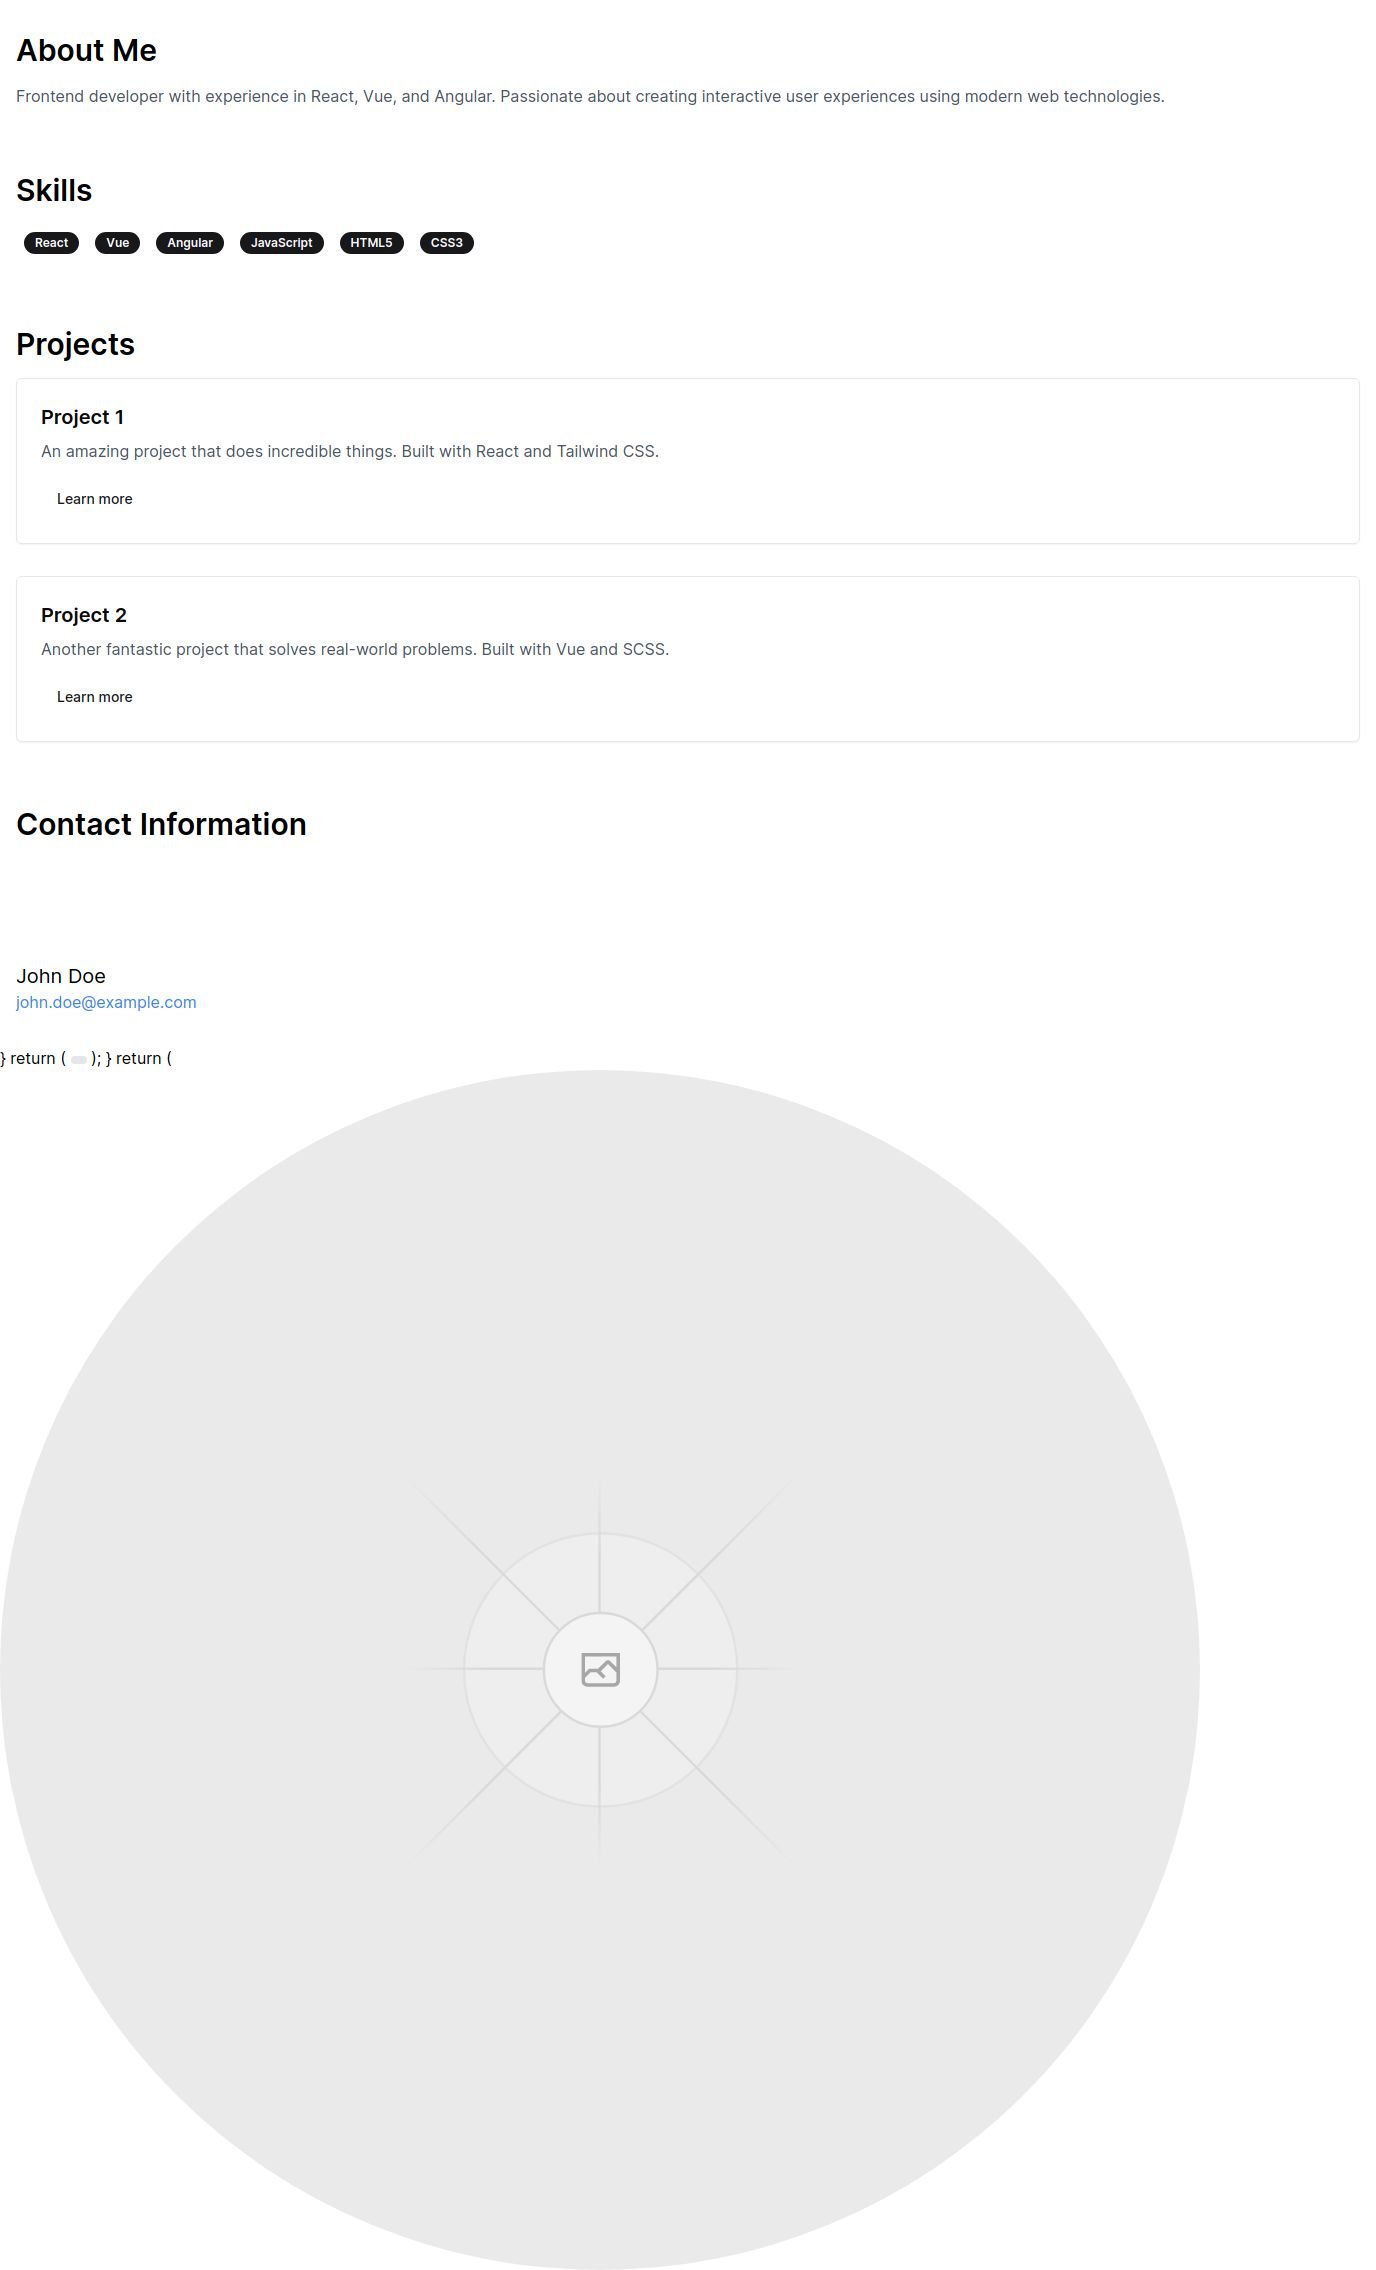 About Me
Frontend developer with experience in React, Vue, and Angular. Passionate about creating interactive user experiences using modern web technologies.
Skills
React Vue Angular JavaScript HTML5 CSS3
Projects
Project 1
An amazing project that does incredible things. Built with React and Tailwind CSS.
Learn more
Project 2
Another fantastic project that solves real-world problems. Built with Vue and SCSS.
Learn more
Contact Information
John Doe
john.doe@example.com
} return ( ); } return (